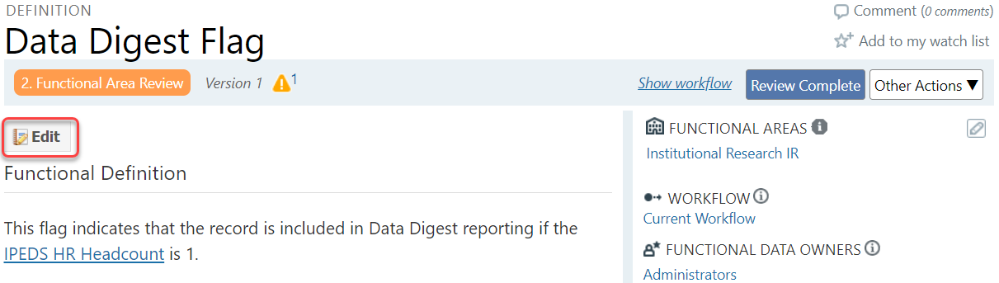 DEFINITION
Comment (0 comments)
Data Digest Flag
Add to my watch list
2. Functional Area Review Version 1 1 Show workflow Review Complete Other Actions ▼
Edit
FUNCTIONAL AREAS
Institutional Research IR
Functional Definition
WORKFLOW
Current Workflow
This flag indicates that the record is included in Data Digest reporting if the
IPEDS HR Headcount is 1.
FUNCTIONAL DATA OWNERS
Administrators